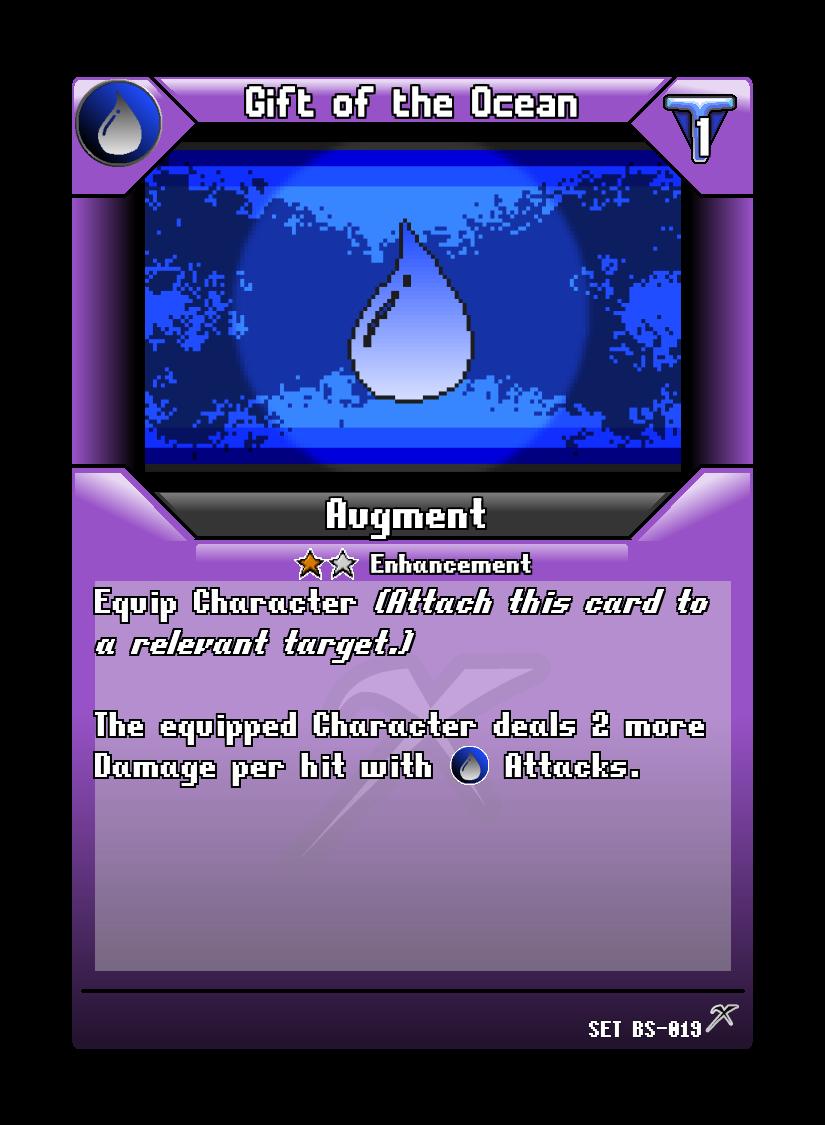 Gift of the Ocean
1
Augment
Enhancement
Equip Character (Attach this card to
a relevant target.)
The equipped Character deals 2 more
Damage per hit with Attacks.
SET BS-019